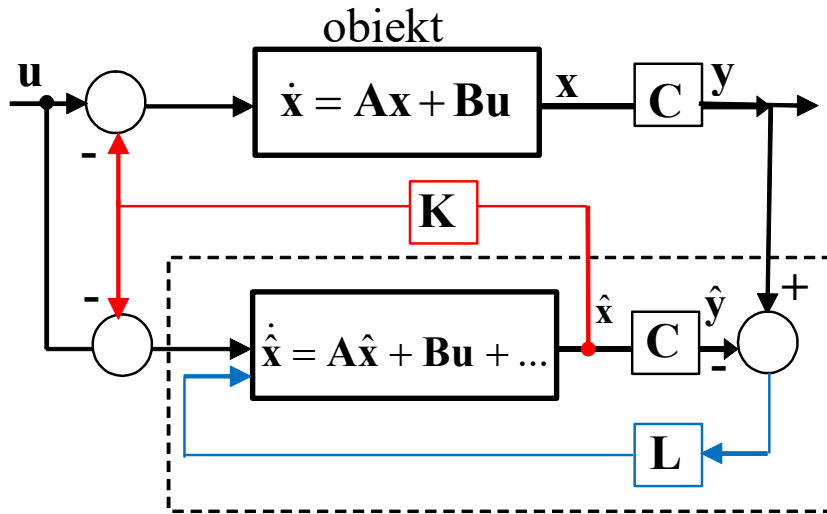 obiekt
u
ẋ = Ax + Bu
x
C
y
-
K
-
+
x̂̇ = Ax̂ + Bu + ...
x̂
C
ŷ
-
L